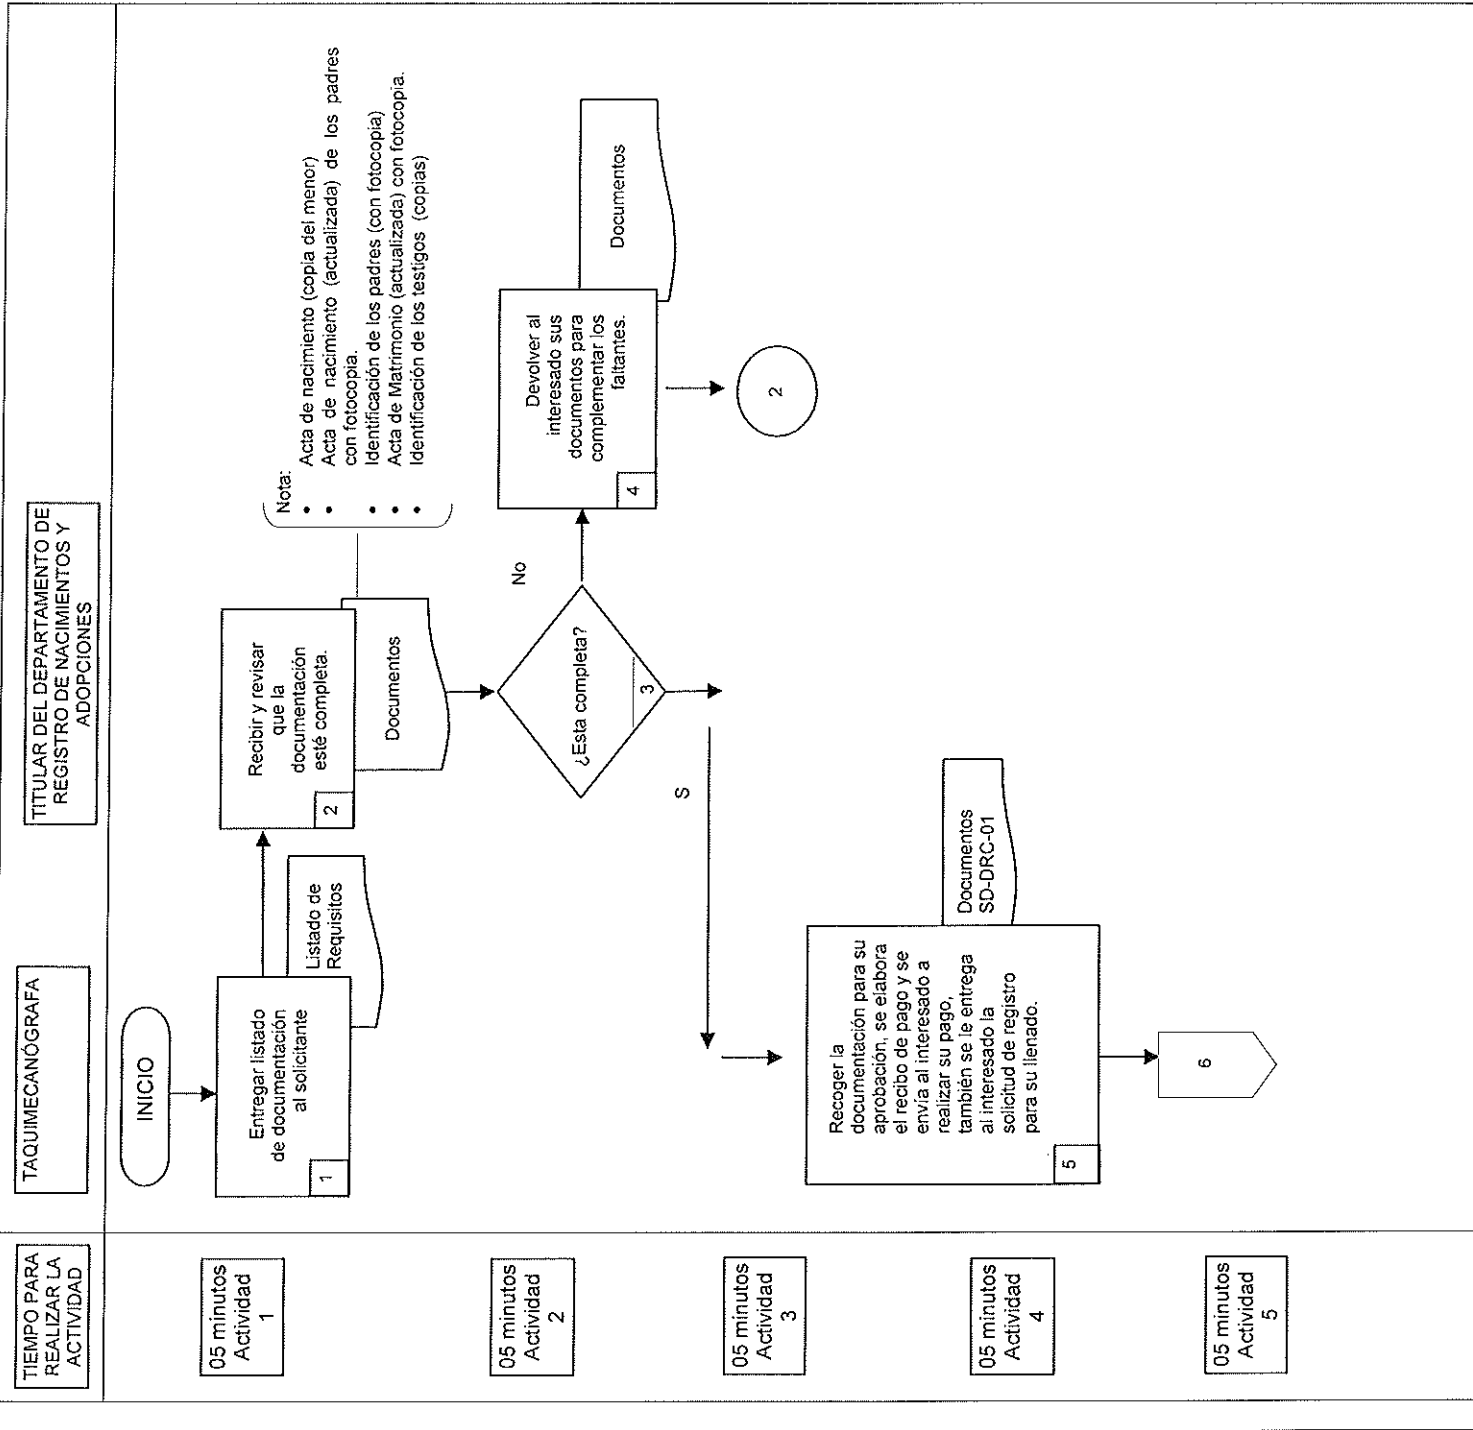 TIEMPO PARA
REALIZAR LA
ACTIVIDAD
TAQUIMECANÓGRAFA
TITULAR DEL DEPARTAMENTO DE
REGISTRO DE NACIMIENTOS Y
ADOPCIONES
05 minutos
Actividad
1
INICIO
Entregar listado
de documentación
al solicitante
1
Listado de
Requisitos
Recibir y revisar
que la
documentación
esté completa.
2
Documentos
Nota:
• Acta de nacimiento (copia del menor)
• Acta de nacimiento (actualizada) de los padres
con fotocopia.
• Identificación de los padres (con fotocopia)
• Acta de Matrimonio (actualizada) con fotocopia.
• Identificación de los testigos (copias)
05 minutos
Actividad
2
¿Esta completa?
3
No
S
Devolver al
interesado sus
documentos para
complementar los
faltantes.
4
Documentos
2
05 minutos
Actividad
3
05 minutos
Actividad
4
Recoger la
documentación para su
aprobación, se elabora
el recibo de pago y se
envía al interesado a
realizar su pago,
también se le entrega
al interesado la
solicitud de registro
para su llenado.
5
Documentos
SD-DRC-01
05 minutos
Actividad
5
6